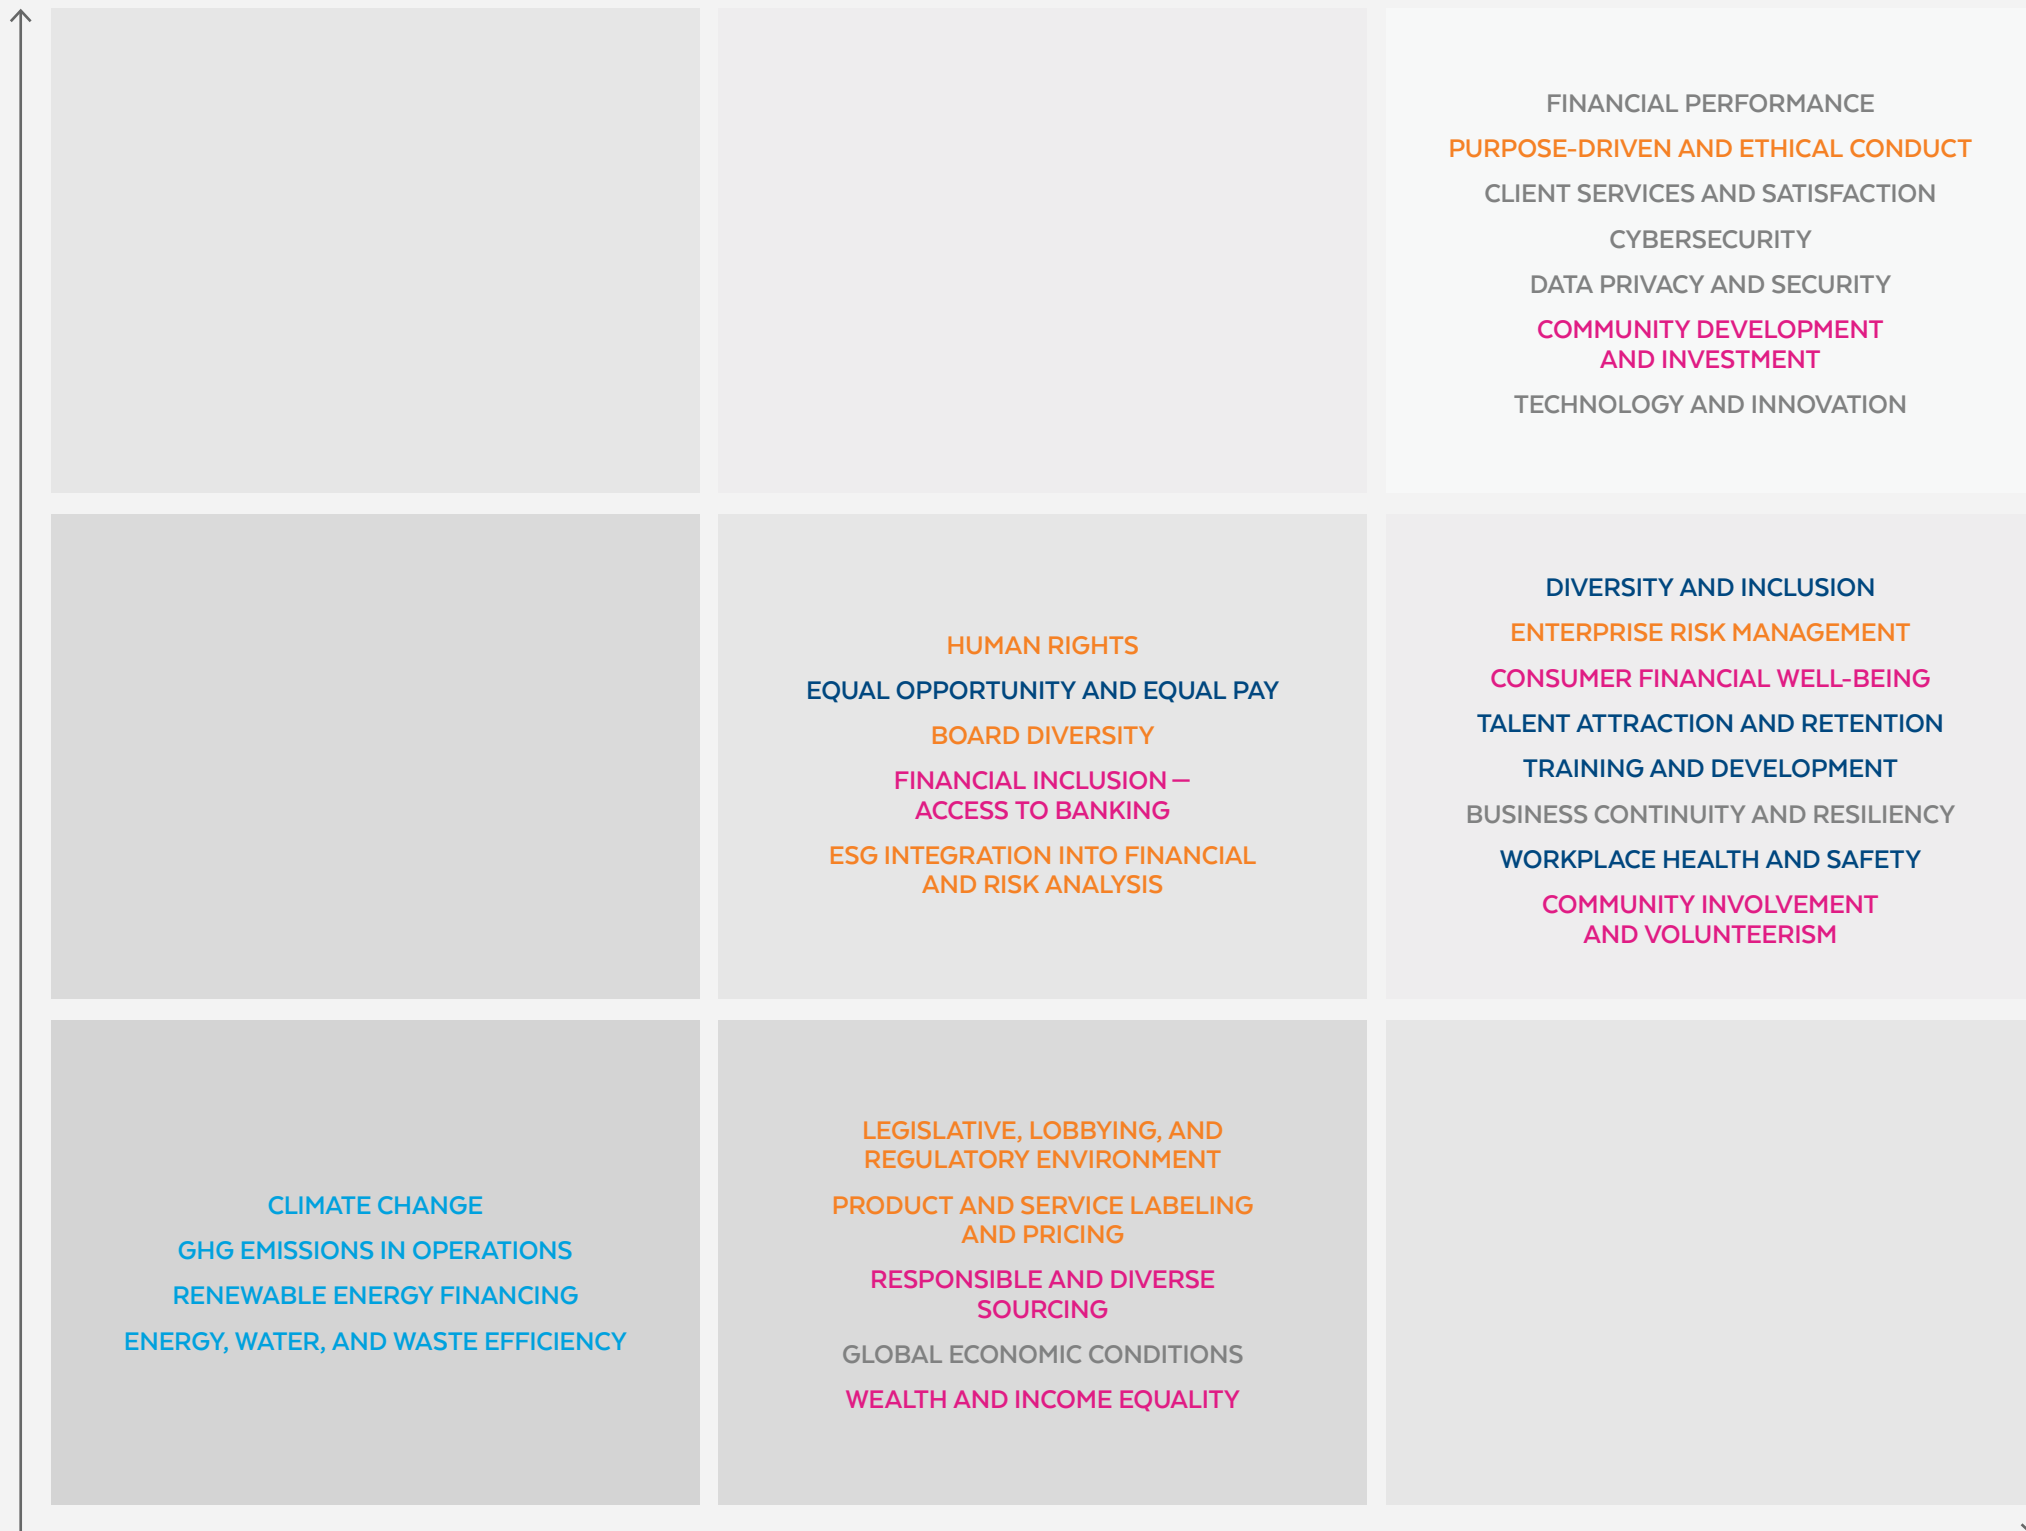 FINANCIAL PERFORMANCE
PURPOSE-DRIVEN AND ETHICAL CONDUCT
CLIENT SERVICES AND SATISFACTION
CYBERSECURITY
DATA PRIVACY AND SECURITY
COMMUNITY DEVELOPMENT
AND INVESTMENT
TECHNOLOGY AND INNOVATION
HUMAN RIGHTS
EQUAL OPPORTUNITY AND EQUAL PAY
BOARD DIVERSITY
FINANCIAL INCLUSION —
ACCESS TO BANKING
ESG INTEGRATION INTO FINANCIAL
AND RISK ANALYSIS
DIVERSITY AND INCLUSION
ENTERPRISE RISK MANAGEMENT
CONSUMER FINANCIAL WELL-BEING
TALENT ATTRACTION AND RETENTION
TRAINING AND DEVELOPMENT
BUSINESS CONTINUITY AND RESILIENCY
WORKPLACE HEALTH AND SAFETY
COMMUNITY INVOLVEMENT
AND VOLUNTEERISM
CLIMATE CHANGE
GHG EMISSIONS IN OPERATIONS
RENEWABLE ENERGY FINANCING
ENERGY, WATER, AND WASTE EFFICIENCY
LEGISLATIVE, LOBBYING, AND
REGULATORY ENVIRONMENT
PRODUCT AND SERVICE LABELING
AND PRICING
RESPONSIBLE AND DIVERSE
SOURCING
GLOBAL ECONOMIC CONDITIONS
WEALTH AND INCOME EQUALITY